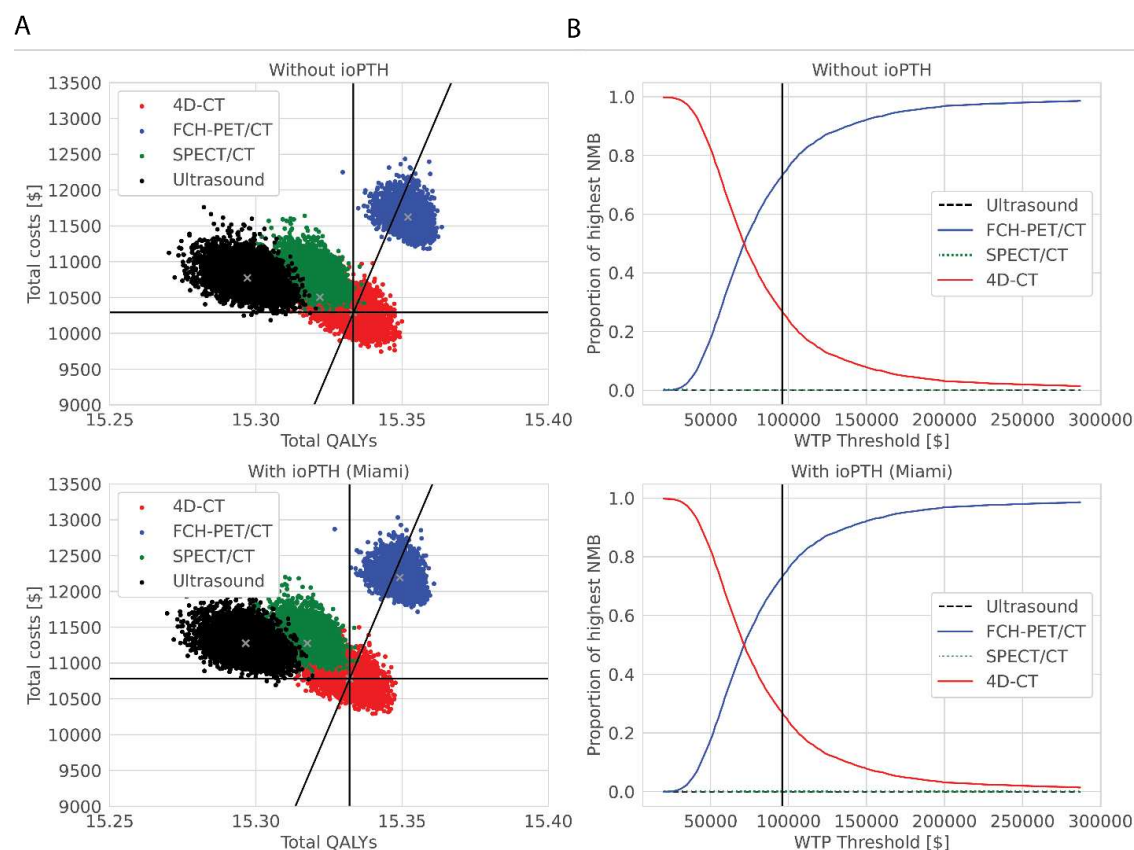 A
B
Without ioPTH
13500
13000
12500
12000
11500
11000
10500
10000
9500
9000
Total costs [$]
4D-CT
FCH-PET/CT
SPECT/CT
Ultrasound
15.25 15.30 15.35 15.40
Total QALYs
Without ioPTH
1.0
0.8
0.6
0.4
0.2
0.0
Proportion of highest NMB
Ultrasound
FCH-PET/CT
SPECT/CT
4D-CT
50000 100000 150000 200000 250000 300000
WTP Threshold [$]
With ioPTH (Miami)
13500
13000
12500
12000
11500
11000
10500
10000
9500
9000
Total costs [$]
4D-CT
FCH-PET/CT
SPECT/CT
Ultrasound
15.25 15.30 15.35 15.40
Total QALYs
With ioPTH (Miami)
1.0
0.8
0.6
0.4
0.2
0.0
Proportion of highest NMB
Ultrasound
FCH-PET/CT
SPECT/CT
4D-CT
50000 100000 150000 200000 250000 300000
WTP Threshold [$]